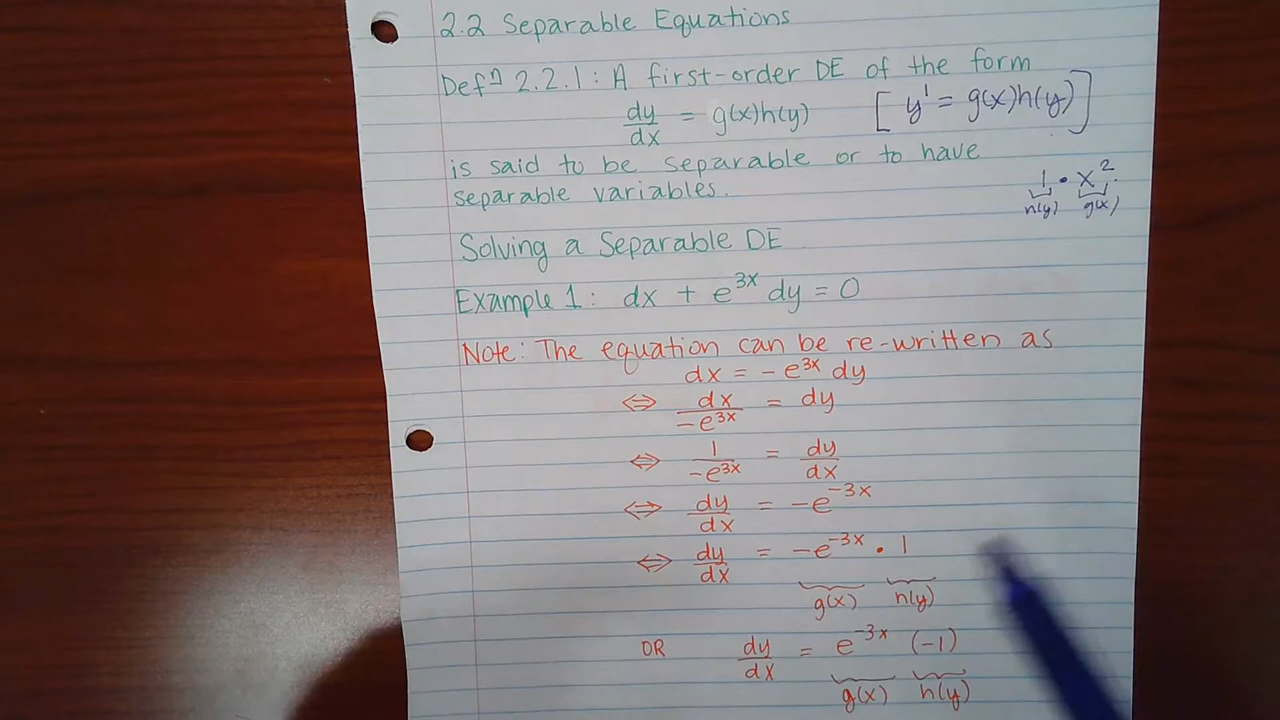 2.2 Separable Equations
Defⁿ 2.2.1: A first-order DE of the form
dy/dx = g(x)h(y) [y' = g(x)h(y)]
is said to be separable or to have
separable variables.
1 • x²
h(y) g(x)
Solving a Separable DE
Example 1: dx + e^{3x} dy = 0
Note: The equation can be re-written as
dx = -e^{3x} dy
⇔ dx/-e^{3x} = dy
⇔ 1/-e^{3x} = dy/dx
⇔ dy/dx = -e^{-3x}
⇔ dy/dx = -e^{-3x} • 1
g(x) h(y)
OR dy/dx = e^{-3x} (-1)
g(x) h(y)